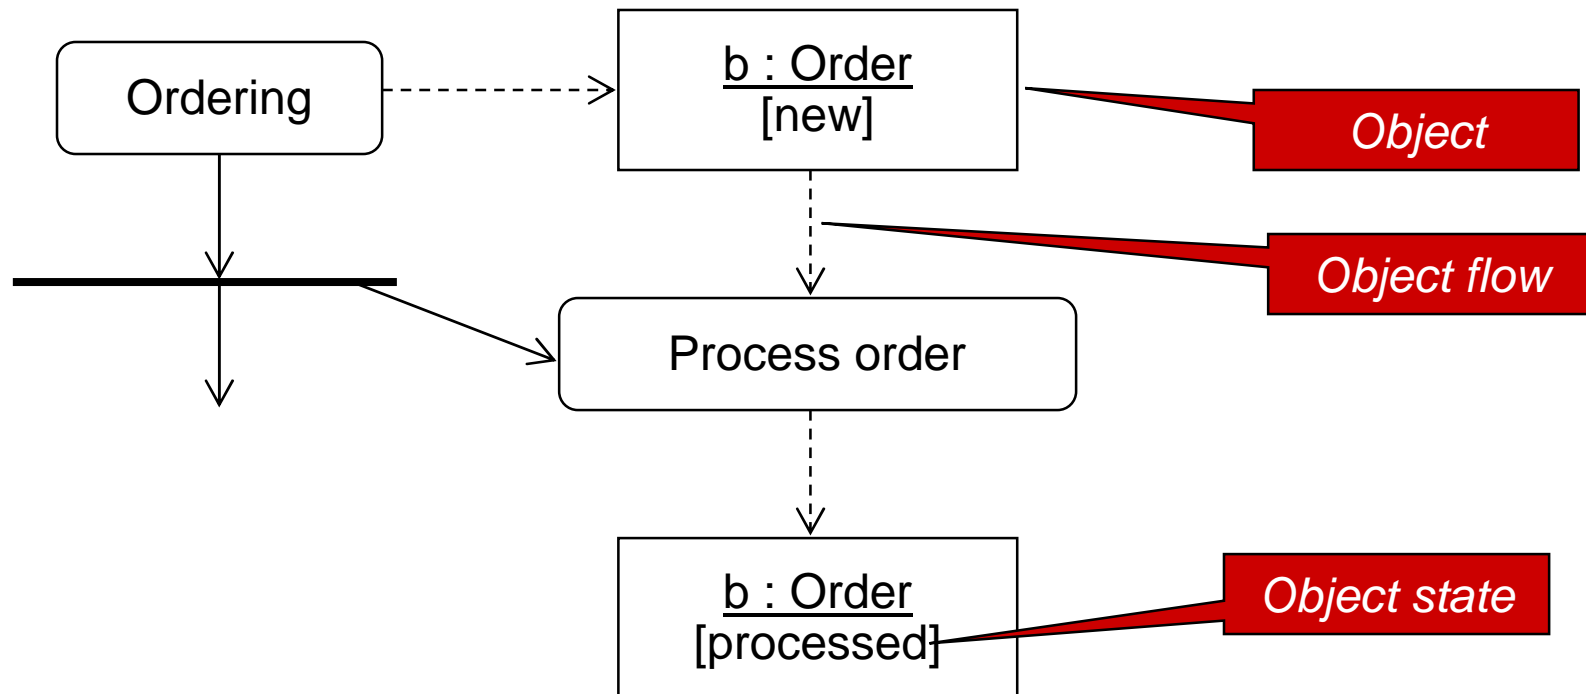 Ordering
b : Order
[new]
Object
Object flow
Process order
b : Order
[processed]
Object state